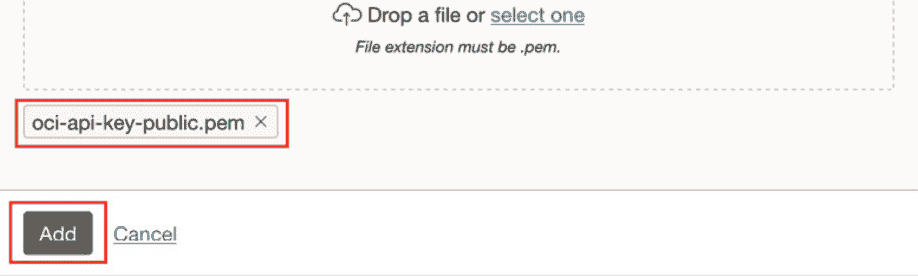 Drop a file or select one
File extension must be .pem.
oci-api-key-public.pem ×
Add Cancel